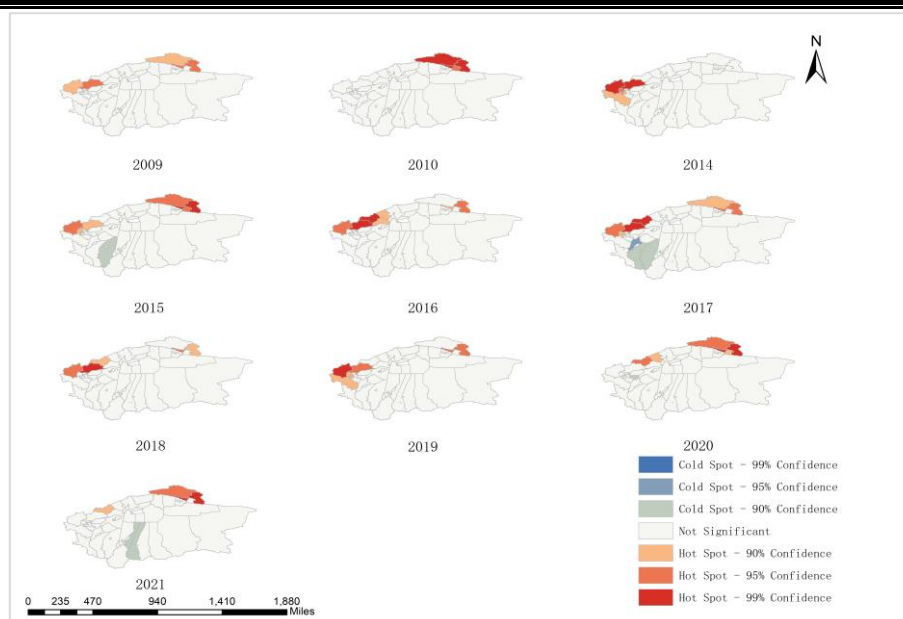 N
2009
2010
2014
2015
2016
2017
2018
2019
2020
2021
Cold Spot - 99% Confidence
Cold Spot - 95% Confidence
Cold Spot - 90% Confidence
Not Significant
Hot Spot - 90% Confidence
Hot Spot - 95% Confidence
Hot Spot - 99% Confidence
0 235 470 940 1,410 1,880
Miles